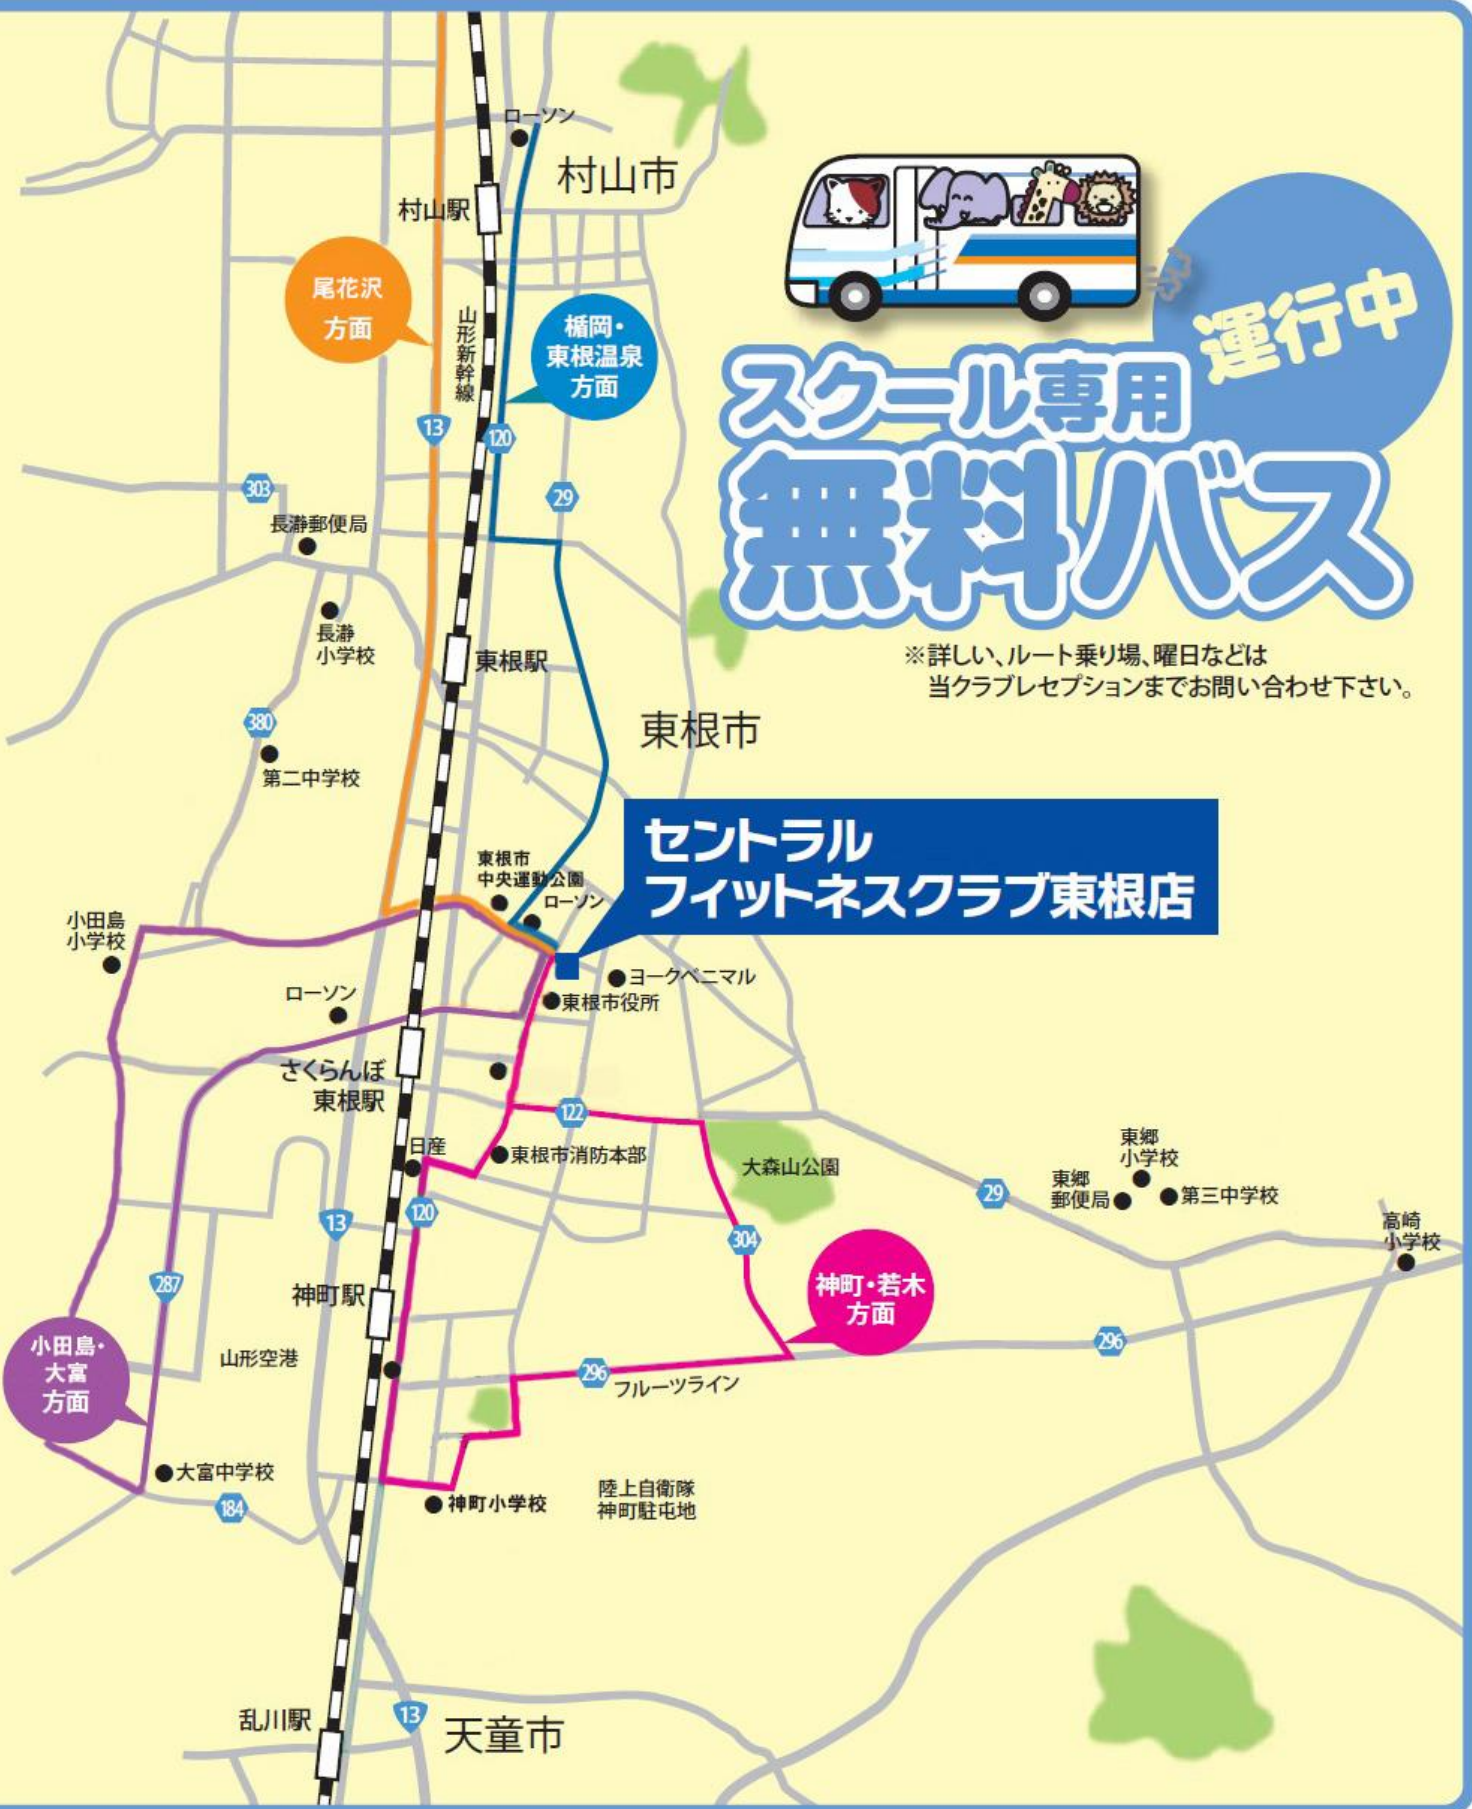 ローソン
村山市
村山駅
運行中
尾花沢
方面
山形新幹線
楯岡・
東根温泉
方面
スクール専用
無料バス
13
120
303
29
長瀞郵便局
長瀞
小学校
東根駅
※詳しい、ルート乗り場、曜日などは
当クラブレセプションまでお問い合わせ下さい。
380
第二中学校
東根市
セントラル
フィットネスクラブ東根店
東根市
中央運動公園
ローソン
小田島
小学校
ヨークベニマル
東根市役所
ローソン
さくらんぼ
東根駅
122
日産
東根市消防本部
大森山公園
東郷
小学校
東郷
郵便局
第三中学校
29
高崎
小学校
13
120
304
287
神町駅
神町・若木
方面
小田島・
大富
方面
山形空港
296
フルーツライン
296
大富中学校
184
神町小学校
陸上自衛隊
神町駐屯地
乱川駅
13
天童市